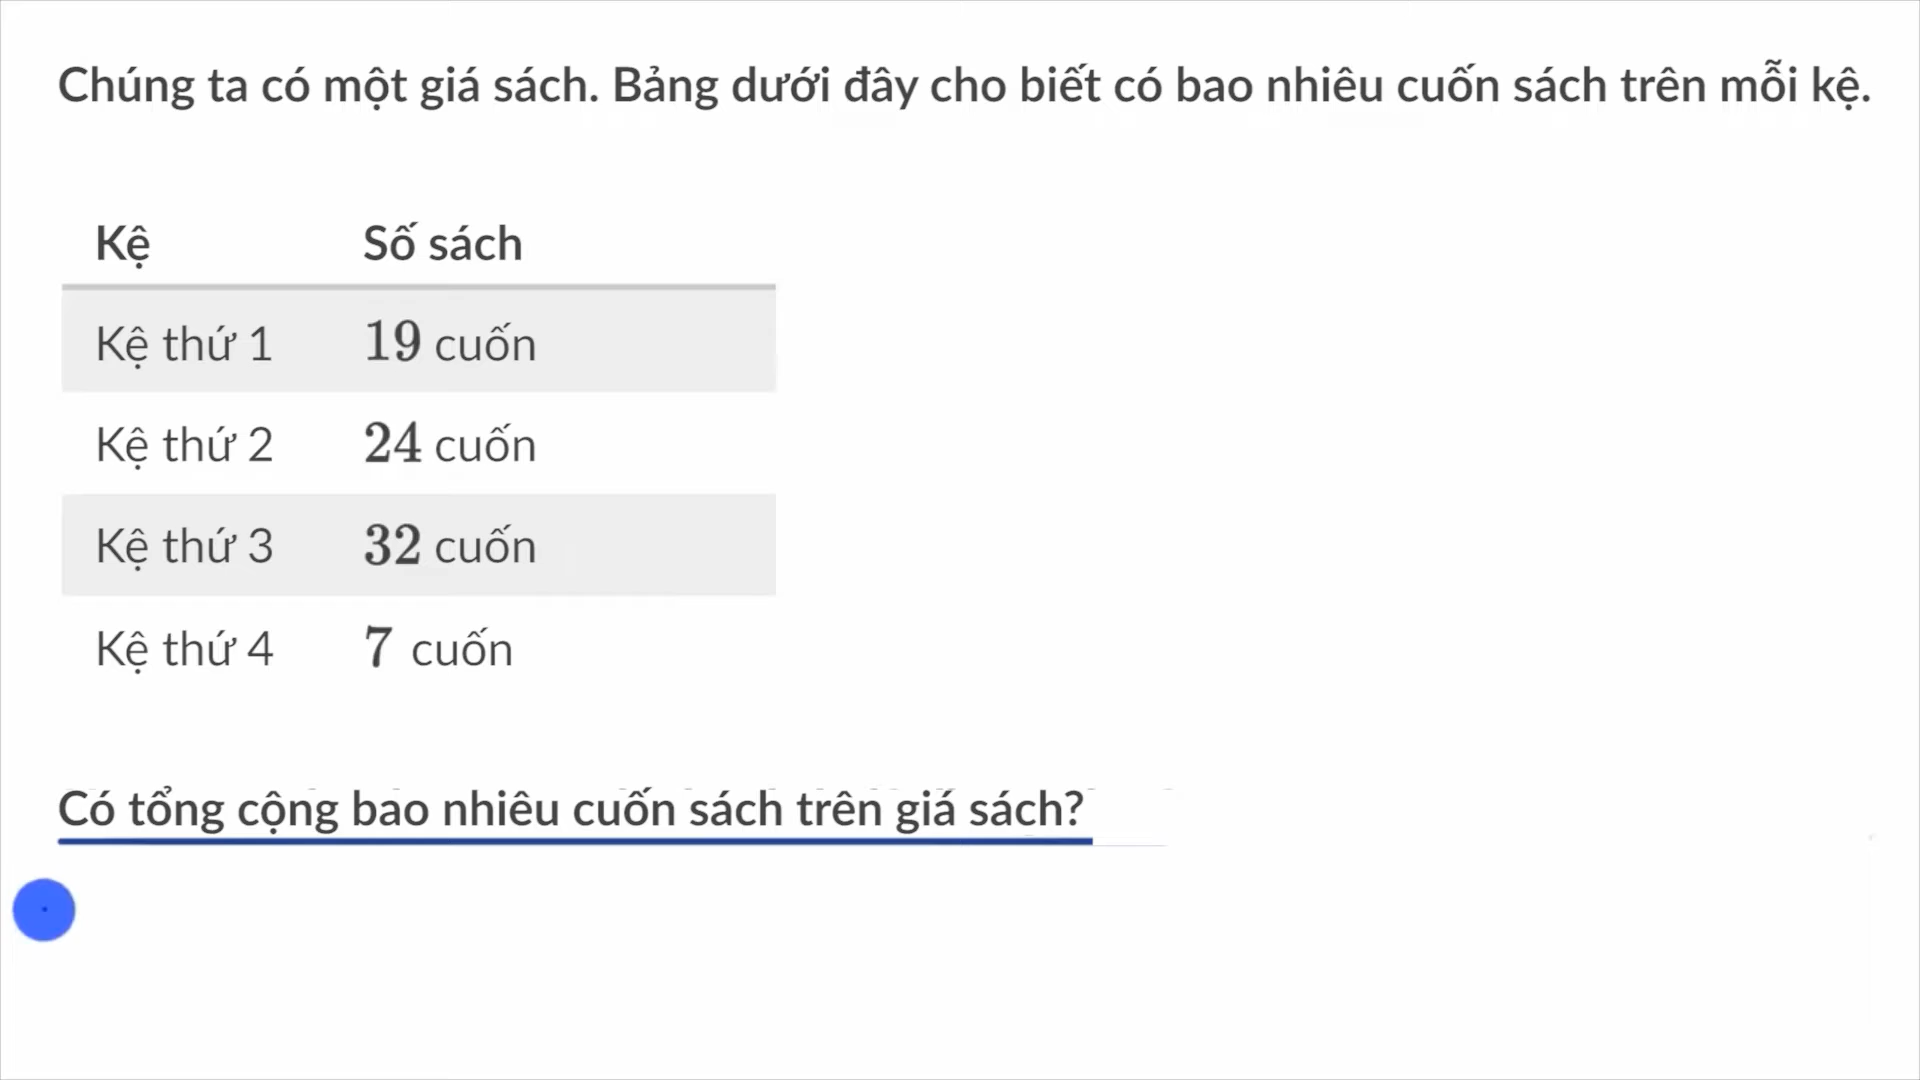 Chúng ta có một giá sách. Bảng dưới đây cho biết có bao nhiêu cuốn sách trên mỗi kệ.
Kệ Số sách
Kệ thứ 1 19 cuốn
Kệ thứ 2 24 cuốn
Kệ thứ 3 32 cuốn
Kệ thứ 4 7 cuốn
Có tổng cộng bao nhiêu cuốn sách trên giá sách?